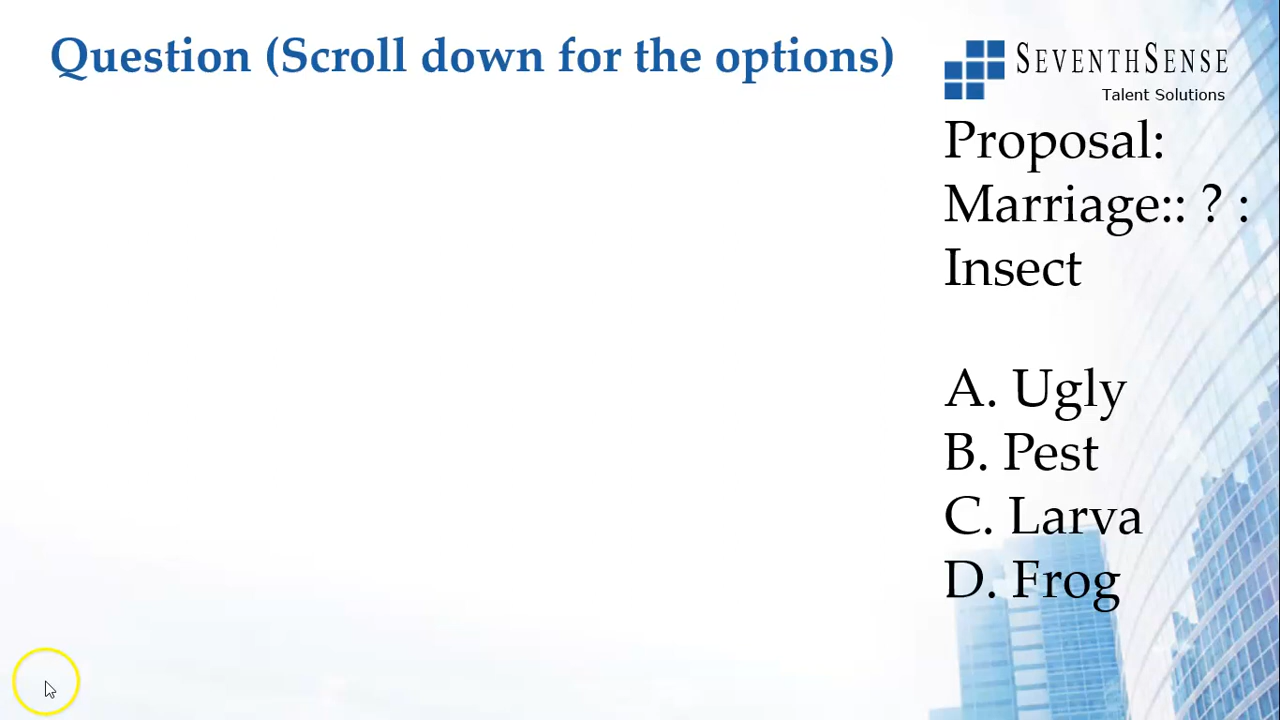 Question (Scroll down for the options)
SEVENTHSENSE
Talent Solutions
Proposal:
Marriage:: ? :
Insect
A. Ugly
B. Pest
C. Larva
D. Frog